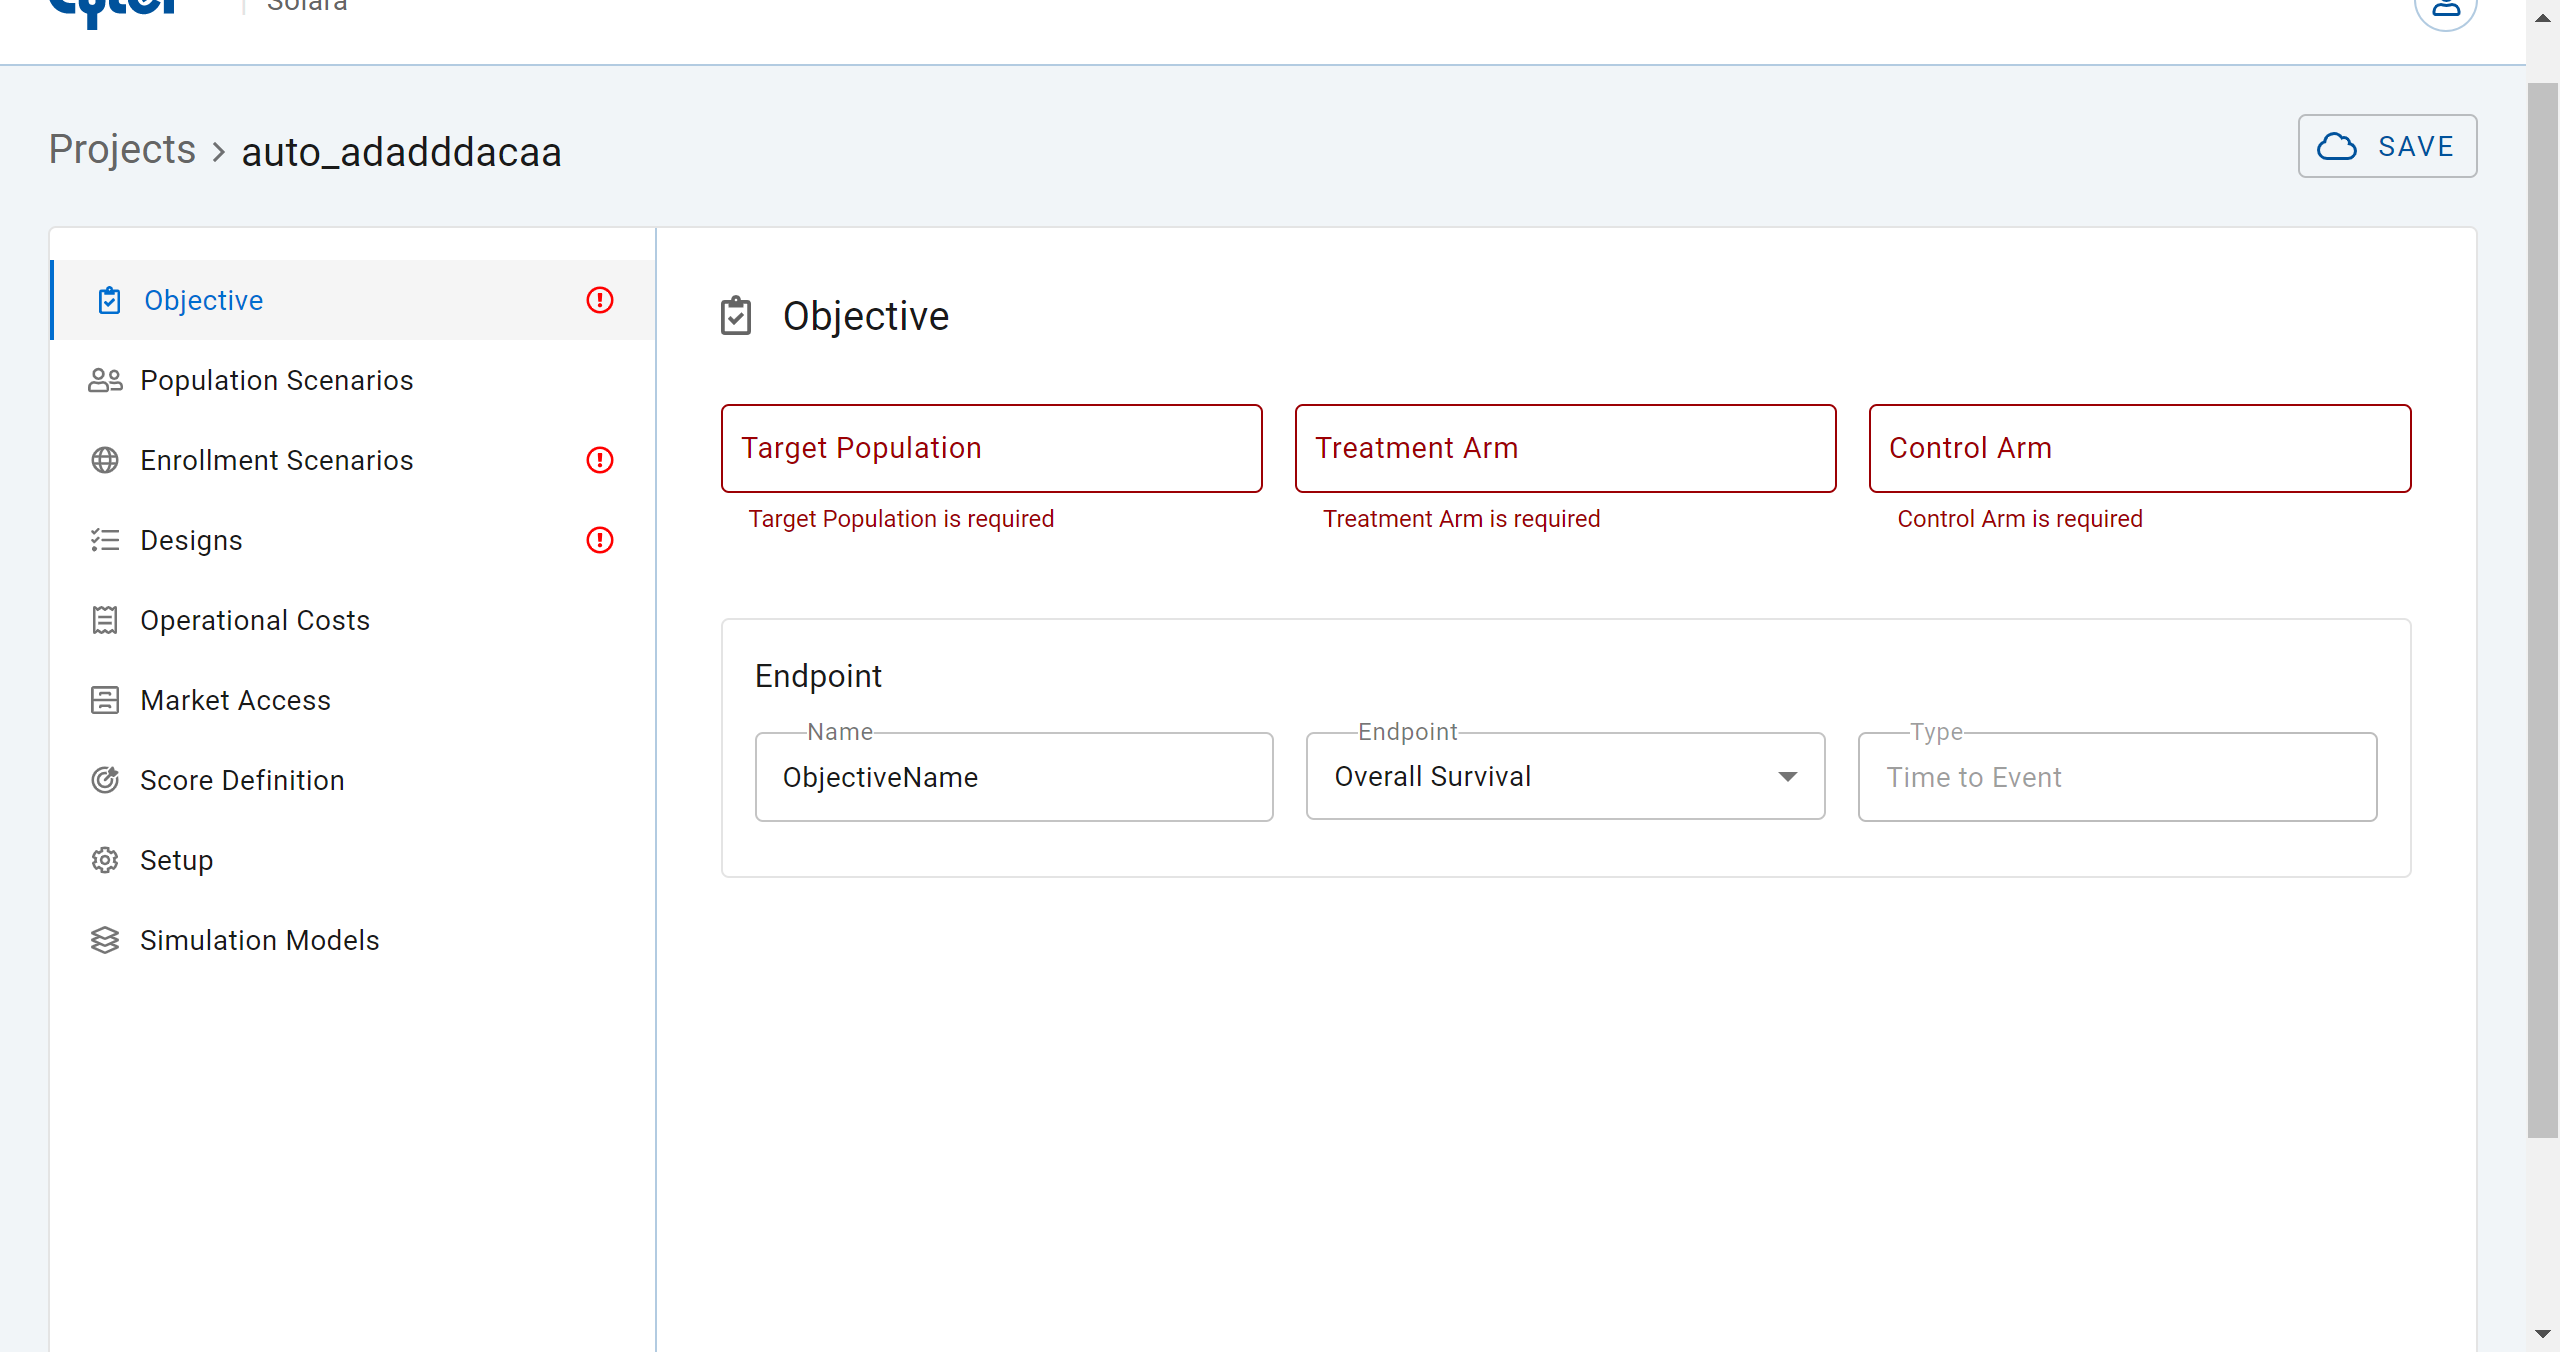 Solara
Projects > auto_adadddacaa
SAVE
Objective
Population Scenarios
Enrollment Scenarios
Designs
Operational Costs
Market Access
Score Definition
Setup
Simulation Models
Objective
Target Population
Treatment Arm
Control Arm
Target Population is required
Treatment Arm is required
Control Arm is required
Endpoint
Name
Endpoint
Type
ObjectiveName
Overall Survival
Time to Event